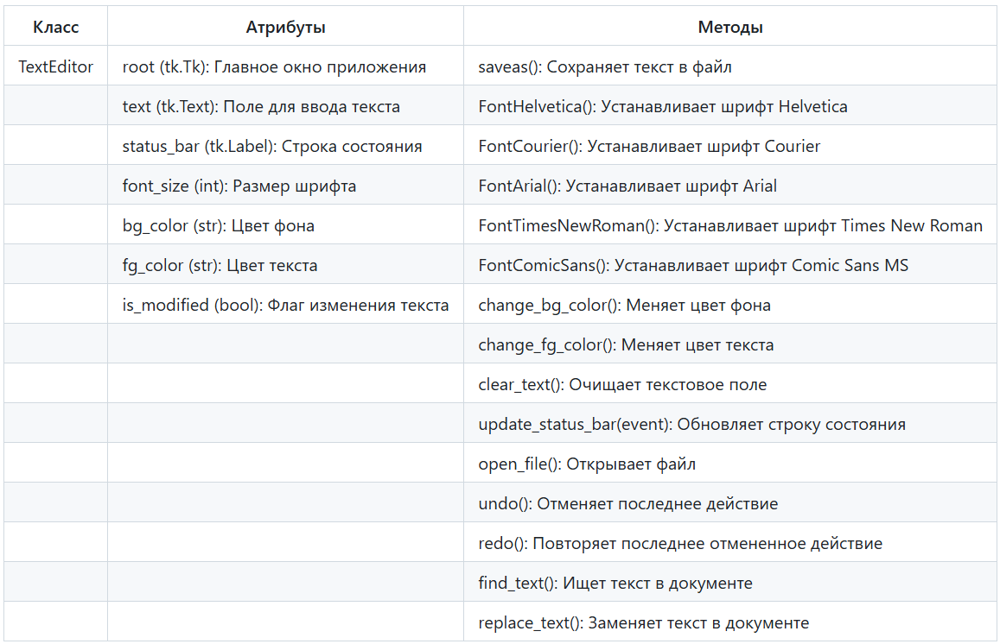 Класс Атрибуты Методы
TextEditor root (tk.Tk): Главное окно приложения saveas(): Сохраняет текст в файл
text (tk.Text): Поле для ввода текста FontHelvetica(): Устанавливает шрифт Helvetica
status_bar (tk.Label): Строка состояния FontCourier(): Устанавливает шрифт Courier
font_size (int): Размер шрифта FontArial(): Устанавливает шрифт Arial
bg_color (str): Цвет фона FontTimesNewRoman(): Устанавливает шрифт Times New Roman
fg_color (str): Цвет текста FontComicSans(): Устанавливает шрифт Comic Sans MS
is_modified (bool): Флаг изменения текста change_bg_color(): Меняет цвет фона
change_fg_color(): Меняет цвет текста
clear_text(): Очищает текстовое поле
update_status_bar(event): Обновляет строку состояния
open_file(): Открывает файл
undo(): Отменяет последнее действие
redo(): Повторяет последнее отмененное действие
find_text(): Ищет текст в документе
replace_text(): Заменяет текст в документе